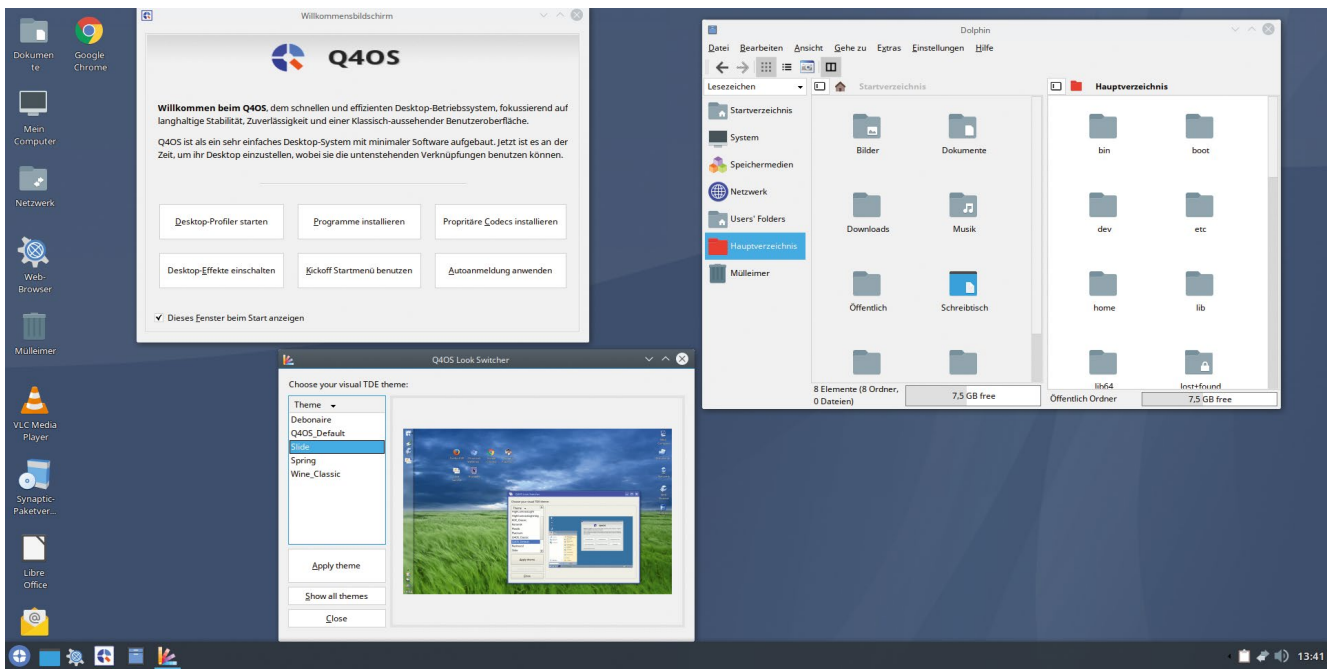 Dokumen
te
Google
Chrome
Mein
Computer
Netzwerk
Web-
Browser
Mülleimer
VLC Media
Player
Synaptic-
Paketver...
Libre
Office
Willkommensbildschirm
Q4OS
Willkommen beim Q4OS, dem schnellen und effizienten Desktop-Betriebssystem, fokussierend auf
langhaltige Stabilität, Zuverlässigkeit und einer Klassisch-aussehender Benutzeroberfläche.
Q4OS ist als ein sehr einfaches Desktop-System mit minimaler Software aufgebaut. Jetzt ist es an der
Zeit, um ihr Desktop einzustellen, wobei sie die untenstehenden Verknüpfungen benutzen können.
Desktop-Profiler starten
Programme installieren
Propritäre Codecs installieren
Desktop-Effekte einschalten
Kickoff Startmenü benutzen
Autoanmeldung anwenden
Dieses Fenster beim Start anzeigen
Q4OS Look Switcher
Choose your visual TDE theme:
Theme
Debonaire
Q4OS_Default
Slide
Spring
Wine_Classic
Apply theme
Show all themes
Close
Dolphin
Datei Bearbeiten Ansicht Gehe zu Extras Einstellungen Hilfe
Lesezeichen
Startverzeichnis
Hauptverzeichnis
Startverzeichnis
System
Speichermedien
Netzwerk
Users' Folders
Hauptverzeichnis
Mülleimer
Bilder
Dokumente
Downloads
Musik
Öffentlich
Schreibtisch
bin
boot
dev
etc
home
lib
lib64
lost+found
8 Elemente (8 Ordner,
0 Dateien)
7,5 GB free
Öffentlich Ordner
7,5 GB free
13:41